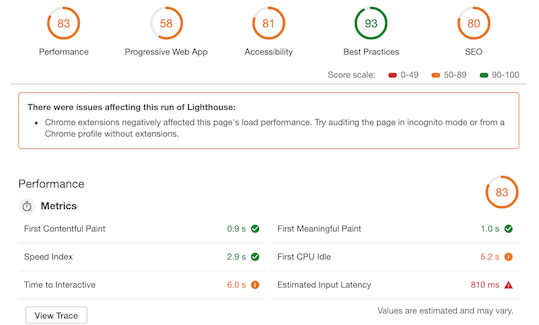 83 58 81 93 80
Performance Progressive Web App Accessibility Best Practices SEO
Score scale: 0-49 50-89 90-100
There were issues affecting this run of Lighthouse:
• Chrome extensions negatively affected this page's load performance. Try auditing the page in incognito mode or from a
Chrome profile without extensions.
Performance
83
Metrics
First Contentful Paint 0.9 s First Meaningful Paint 1.0 s
Speed Index 2.9 s First CPU Idle 5.2 s
Time to Interactive 6.0 s Estimated Input Latency 810 ms
View Trace Values are estimated and may vary.